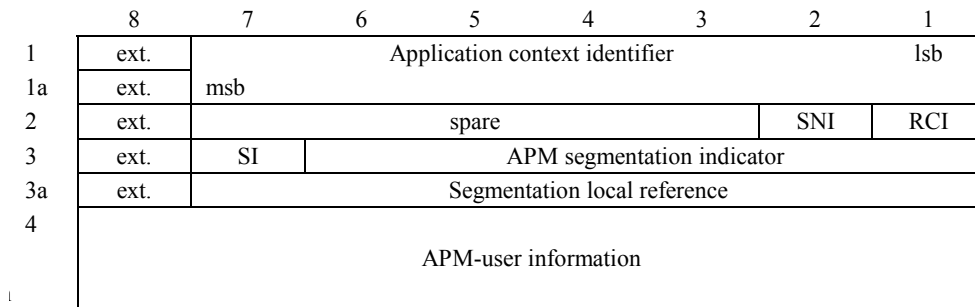 8 7 6 5 4 3 2 1
1 ext. Application context identifier lsb
1a ext. msb
2 ext. spare SNI RCI
3 ext. SI APM segmentation indicator
3a ext. Segmentation local reference
4
APM-user information